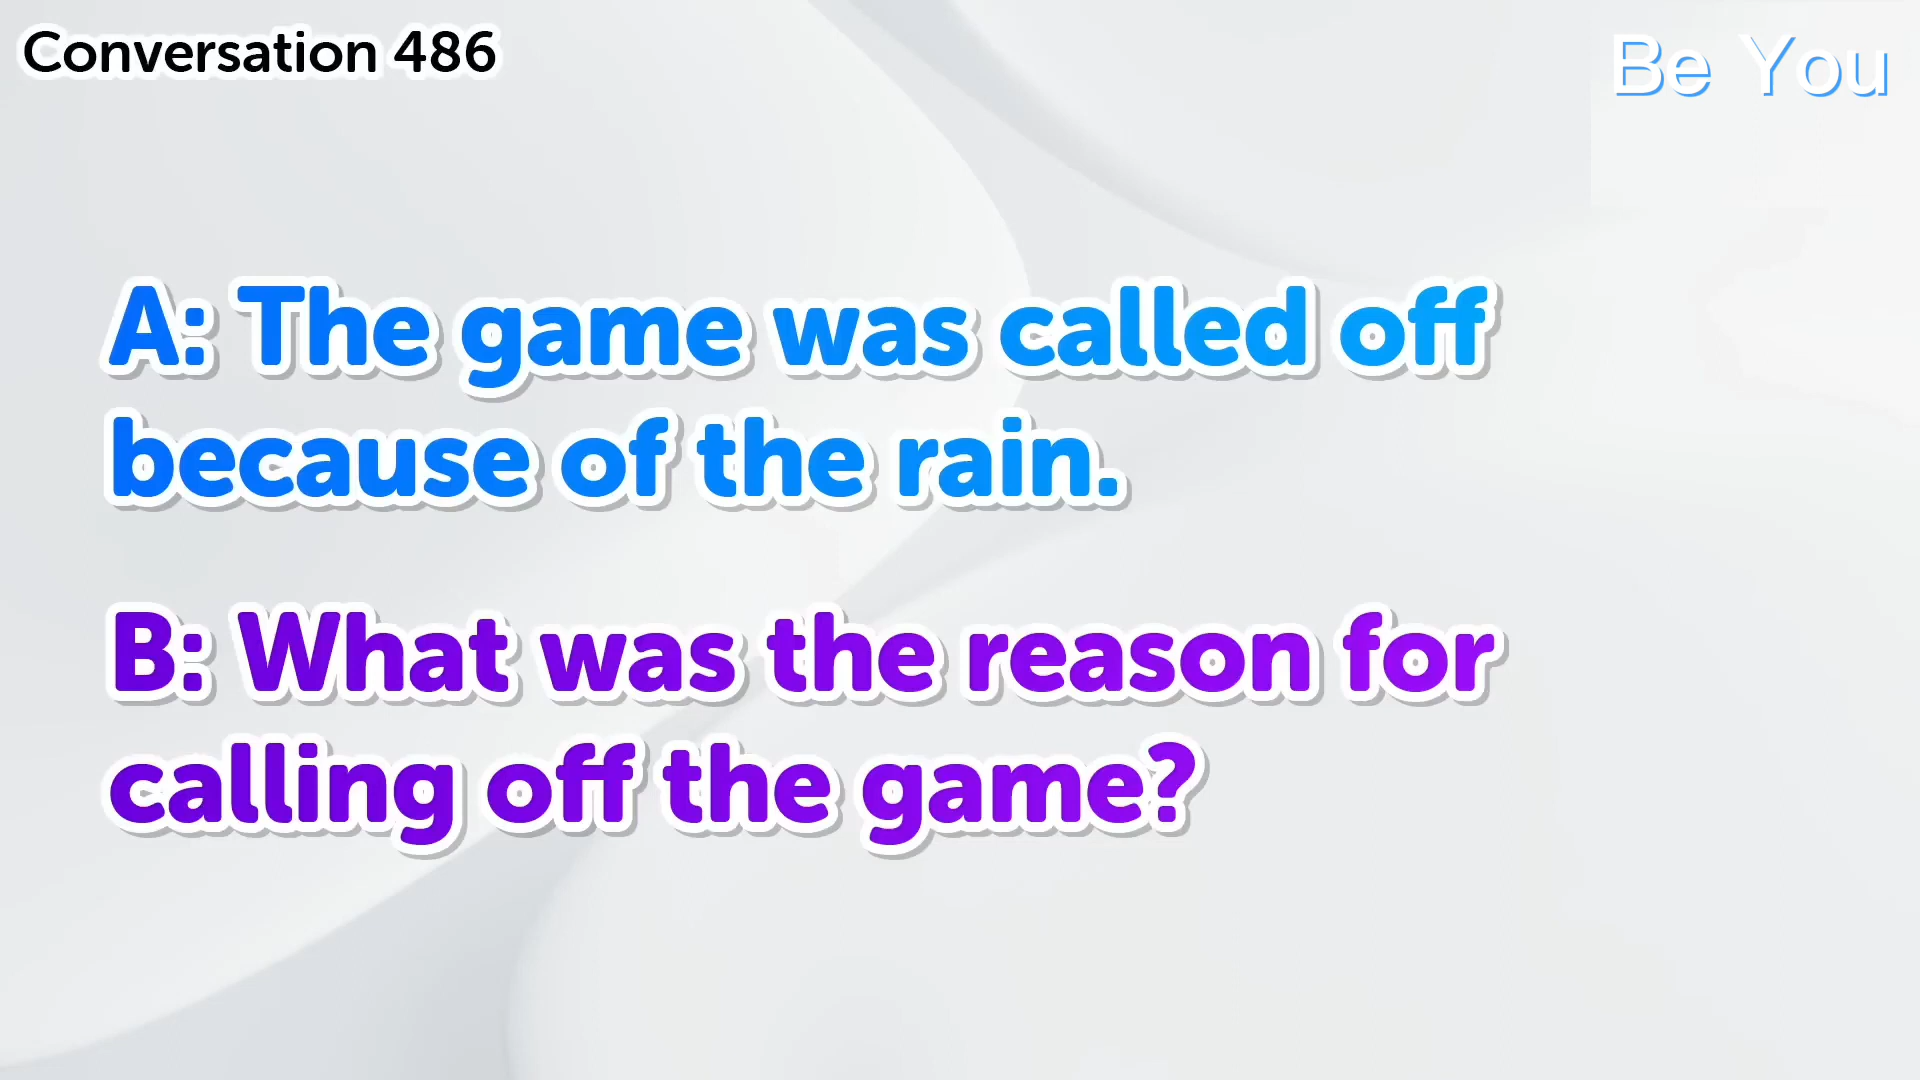 Conversation 486
Be You
A: The game was called off
because of the rain.
B: What was the reason for
calling off the game?